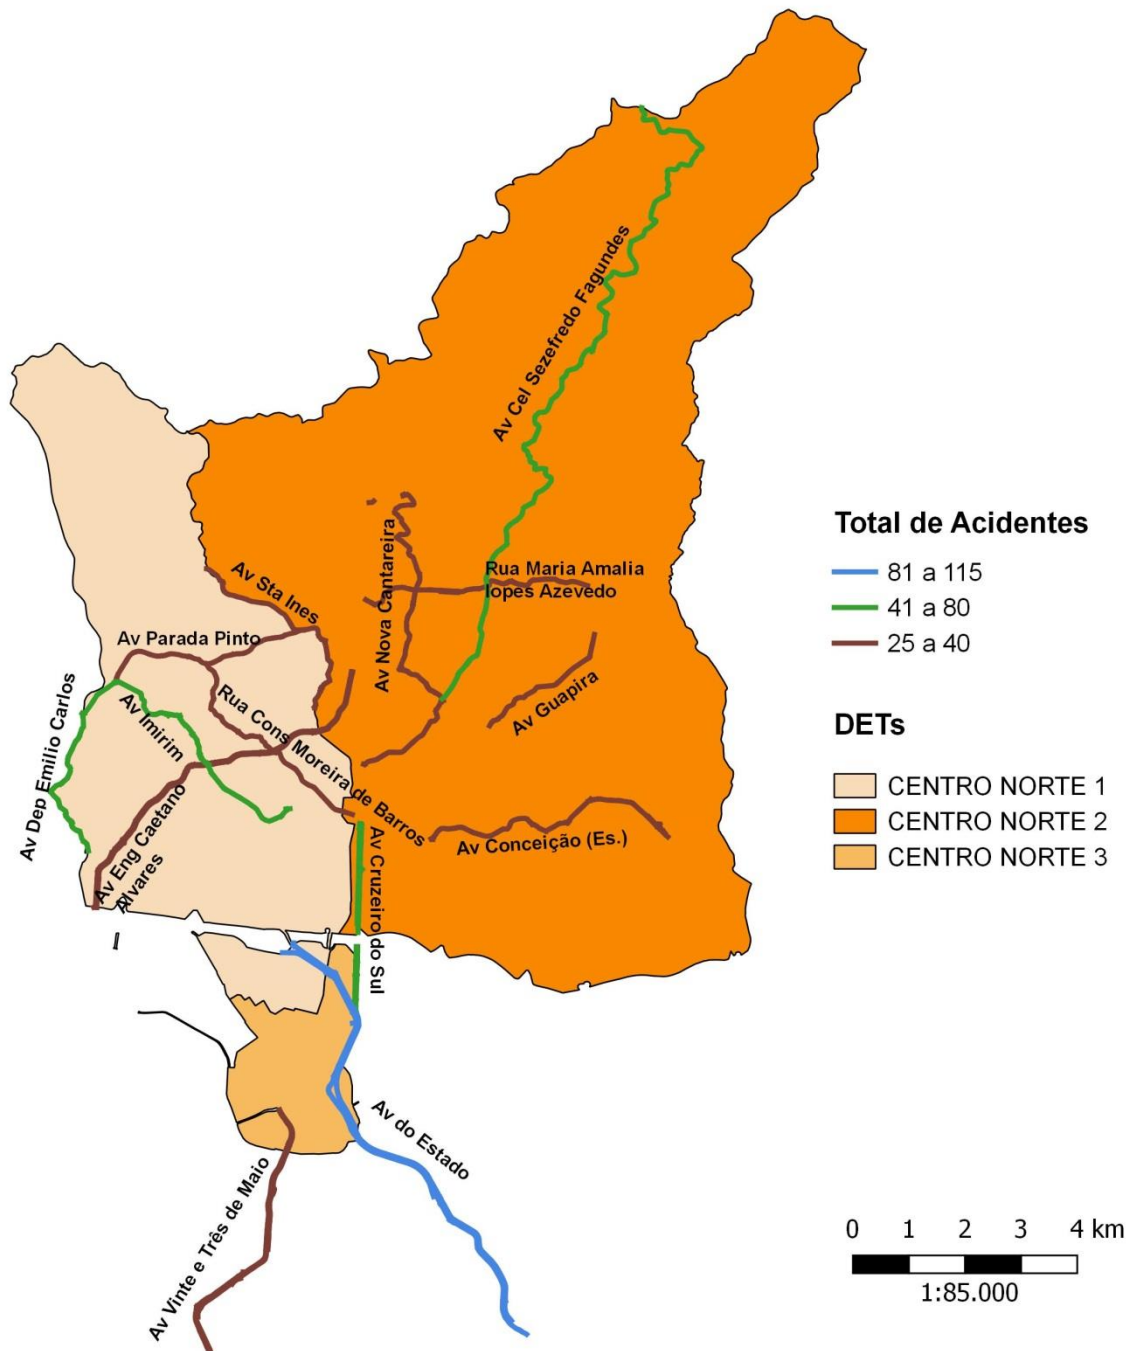 Av Cel Sezefredo Fagundes
Av Nova Cantareira
Rua Maria Amalia
lopes Azevedo
Av Sta Ines
Av Parada Pinto
Av Guapira
Av Dep Emilio Carlos
Av Imirim
Rua Cons Moreira de Barros
Av Eng Caetano
Alvares
Av Conceição (Es.)
Av Cruzeiro do Sul
Av do Estado
Av Vinte e Três de Maio
Total de Acidentes
81 a 115
41 a 80
25 a 40
DETs
CENTRO NORTE 1
CENTRO NORTE 2
CENTRO NORTE 3
0 1 2 3 4 km
1:85.000